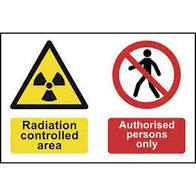 Radiation
controlled
area
Authorised
persons
only